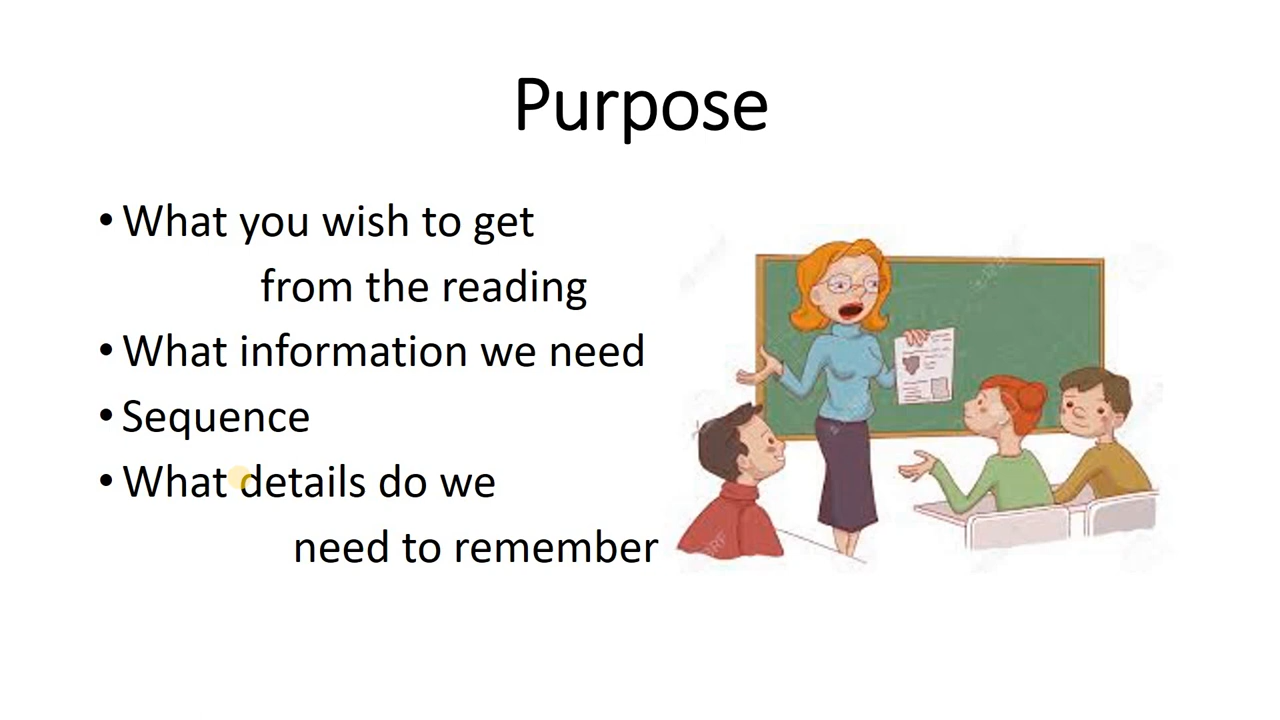 Purpose
• What you wish to get
from the reading
• What information we need
• Sequence
• What details do we
need to remember